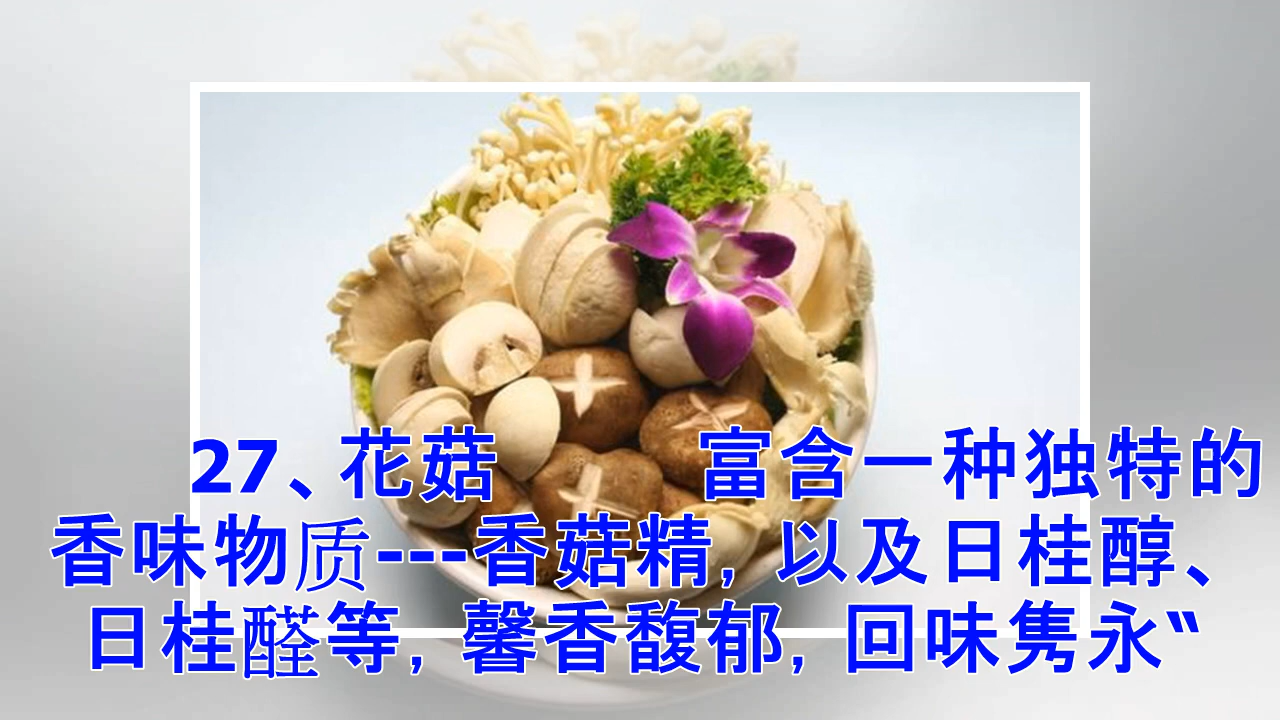 27、花菇 富含一种独特的
香味物质---香菇精, 以及日桂醇、
日桂醛等, 馨香馥郁, 回味隽永‟